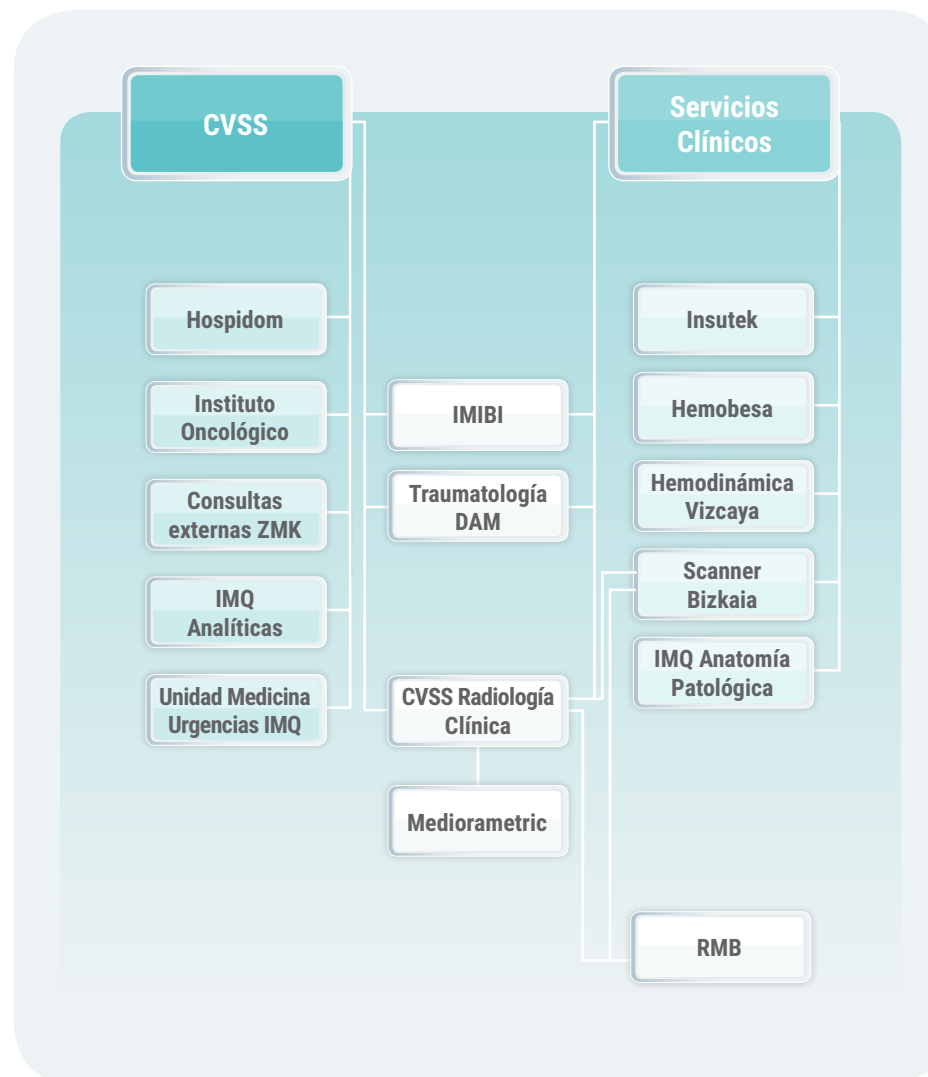 CVSS
Servicios
Clínicos
Hospidom
Instituto
Oncológico
Consultas
externas ZMK
IMQ
Analíticas
Unidad Medicina
Urgencias IMQ
IMIBI
Traumatología
DAM
CVSS Radiología
Clínica
Mediorametric
Insutek
Hemobesa
Hemodinámica
Vizcaya
Scanner
Bizkaia
IMQ Anatomía
Patológica
RMB